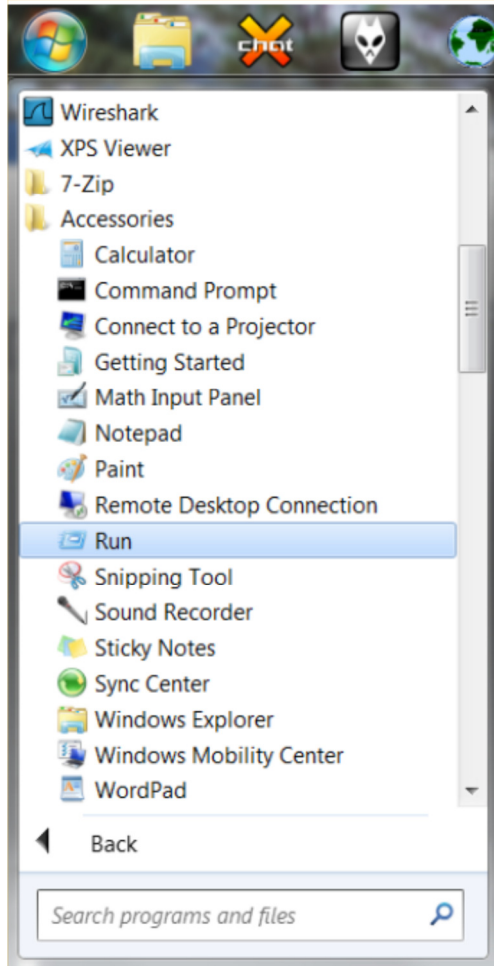 chat
Wireshark
XPS Viewer
7-Zip
Accessories
Calculator
Command Prompt
Connect to a Projector
Getting Started
Math Input Panel
Notepad
Paint
Remote Desktop Connection
Run
Snipping Tool
Sound Recorder
Sticky Notes
Sync Center
Windows Explorer
Windows Mobility Center
WordPad
Back
Search programs and files